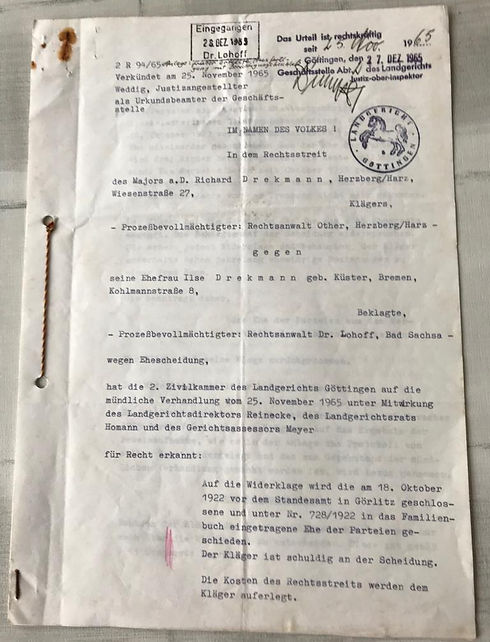 Eingegangen
28. DEZ. 1965
Dr. Lohoff
Das Urteil ist rechtskräftig
seit 25. Nov. 1965
Göttingen, den 27. DEZ. 1965
Geschäftsstelle Abt. 2 des Landgerichts
Justiz-ober-inspektor
LANDGERICHT GÖTTINGEN
2 R 94/65
Verkündet am 25. November 1965
Weddig, Justizangestellter
als Urkundsbeamter der Geschäfts-
stelle
IM NAMEN DES VOLKES !
In dem Rechtsstreit
des Majors a.D. Richard D r e k m a n n , Herzberg/Harz,
Wiesenstraße 27,
Klägers,
- Prozeßbevollmächtigter: Rechtsanwalt Other, Herzberg/Harz -
g e g e n
seine Ehefrau Ilse D r e k m a n n geb. Küster, Bremen,
Kohlmannstraße 8,
Beklagte,
- Prozeßbevollmächtigter: Rechtsanwalt Dr. Lohoff, Bad Sachsa -
wegen Ehescheidung,
hat die 2. Zivilkammer des Landgerichts Göttingen auf die
mündliche Verhandlung vom 25. November 1965 unter Mitwirkung
des Landgerichtsdirektors Reinecke, des Landgerichtsrats
Homann und des Gerichtsassessors Meyer
für Recht erkannt:
Auf die Widerklage wird die am 18. Oktober
1922 vor dem Standesamt in Görlitz geschlos-
sene und unter Nr. 728/1922 in das Familien-
buch eingetragene Ehe der Parteien ge-
schieden.
Der Kläger ist schuldig an der Scheidung.
Die Kosten des Rechtsstreits werden dem
Kläger auferlegt.